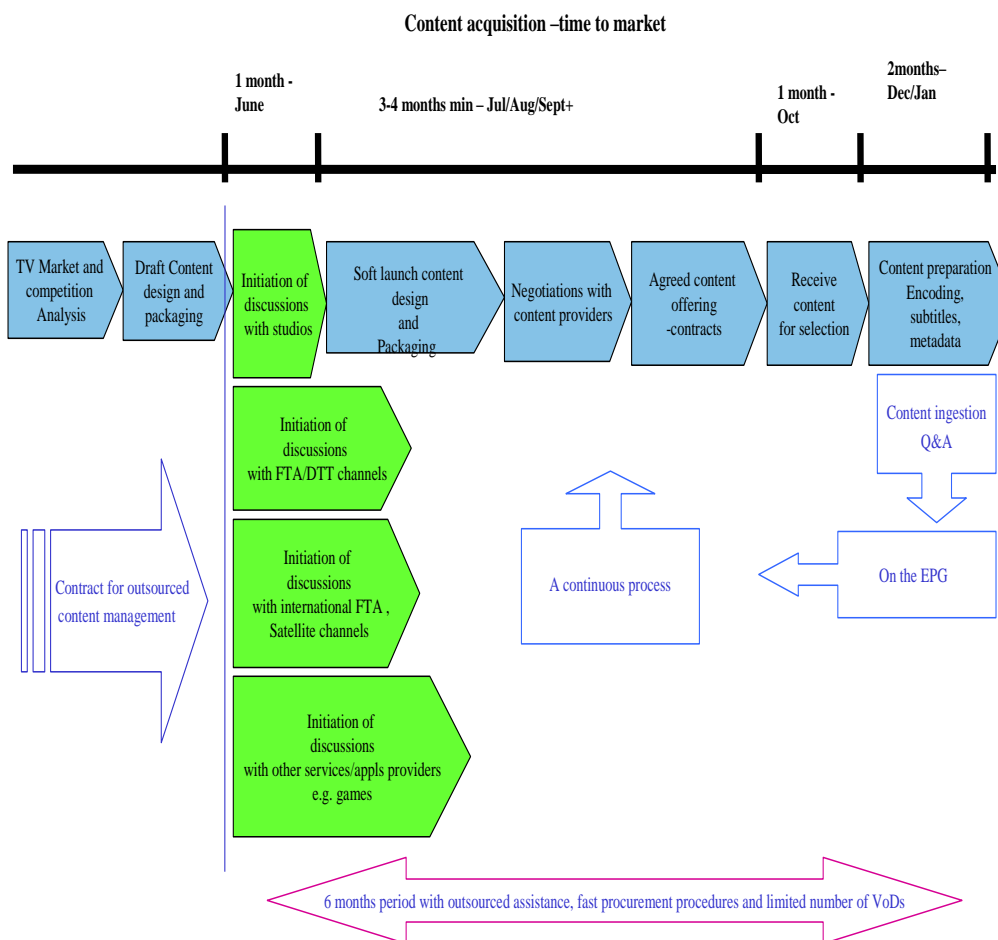 Content acquisition –time to market
1 month -
June
3-4 months min – Jul/Aug/Sept+
1 month -
Oct
2months–
Dec/Jan
TV Market and
competition
Analysis
Draft Content
design and
packaging
Initiation of
discussions
with studios
Soft launch content
design
and
Packaging
Negotiations with
content providers
Agreed content
offering
-contracts
Receive
content
for selection
Content preparation
Encoding,
subtitles,
metadata
Initiation of
discussions
with FTA/DTT channels
Content ingestion
Q&A
Contract for outsourced
content management
Initiation of
discussions
with international FTA ,
Satellite channels
A continuous process
On the EPG
Initiation of
discussions
with other services/appls providers
e.g. games
6 months period with outsourced assistance, fast procurement procedures and limited number of VoDs